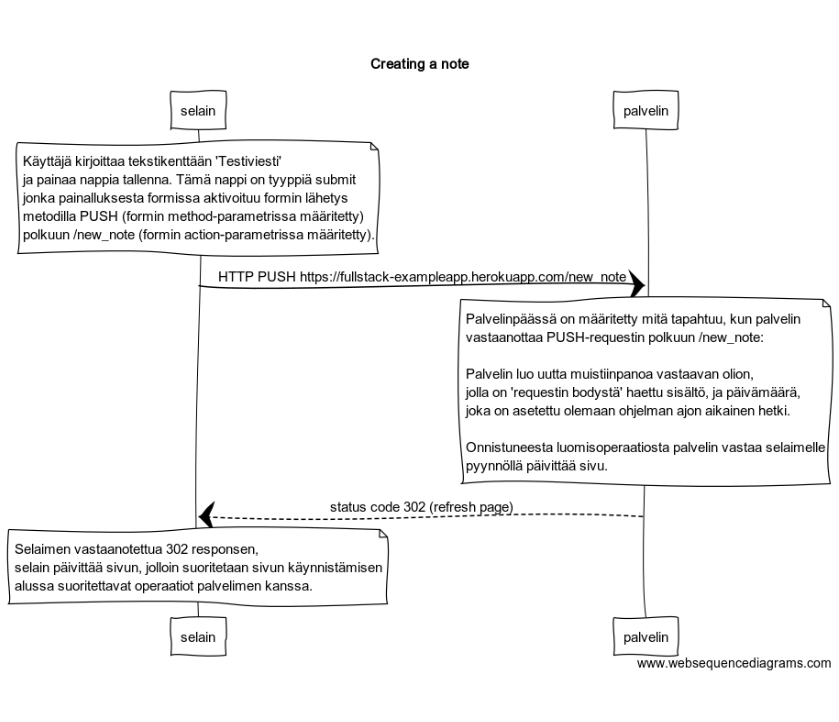 Creating a note
selain
palvelin
Käyttäjä kirjoittaa tekstikenttään 'Testiviesti'
ja painaa nappia tallenna. Tämä nappi on tyyppiä submit
jonka painalluksesta formissa aktivoituu formin lähetys
metodilla PUSH (formin method-parametrissa määritetty)
polkuun /new_note (formin action-parametrissa määritetty).
HTTP PUSH https://fullstack-exampleapp.herokuapp.com/new_note
Palvelinpäässä on määritetty mitä tapahtuu, kun palvelin
vastaanottaa PUSH-requestin polkuun /new_note:
Palvelin luo uutta muistiinpanoa vastaavan olion,
jolla on 'requestin bodystä' haettu sisältö, ja päivämäärä,
joka on asetettu olemaan ohjelman ajon aikainen hetki.
Onnistuneesta luomisoperaatiosta palvelin vastaa selaimelle
pyynnöllä päivittää sivu.
status code 302 (refresh page)
Selaimen vastaanotettua 302 responsen,
selain päivittää sivun, jolloin suoritetaan sivun käynnistämisen
alussa suoritettavat operaatiot palvelimen kanssa.
selain
palvelin
www.websequencediagrams.com